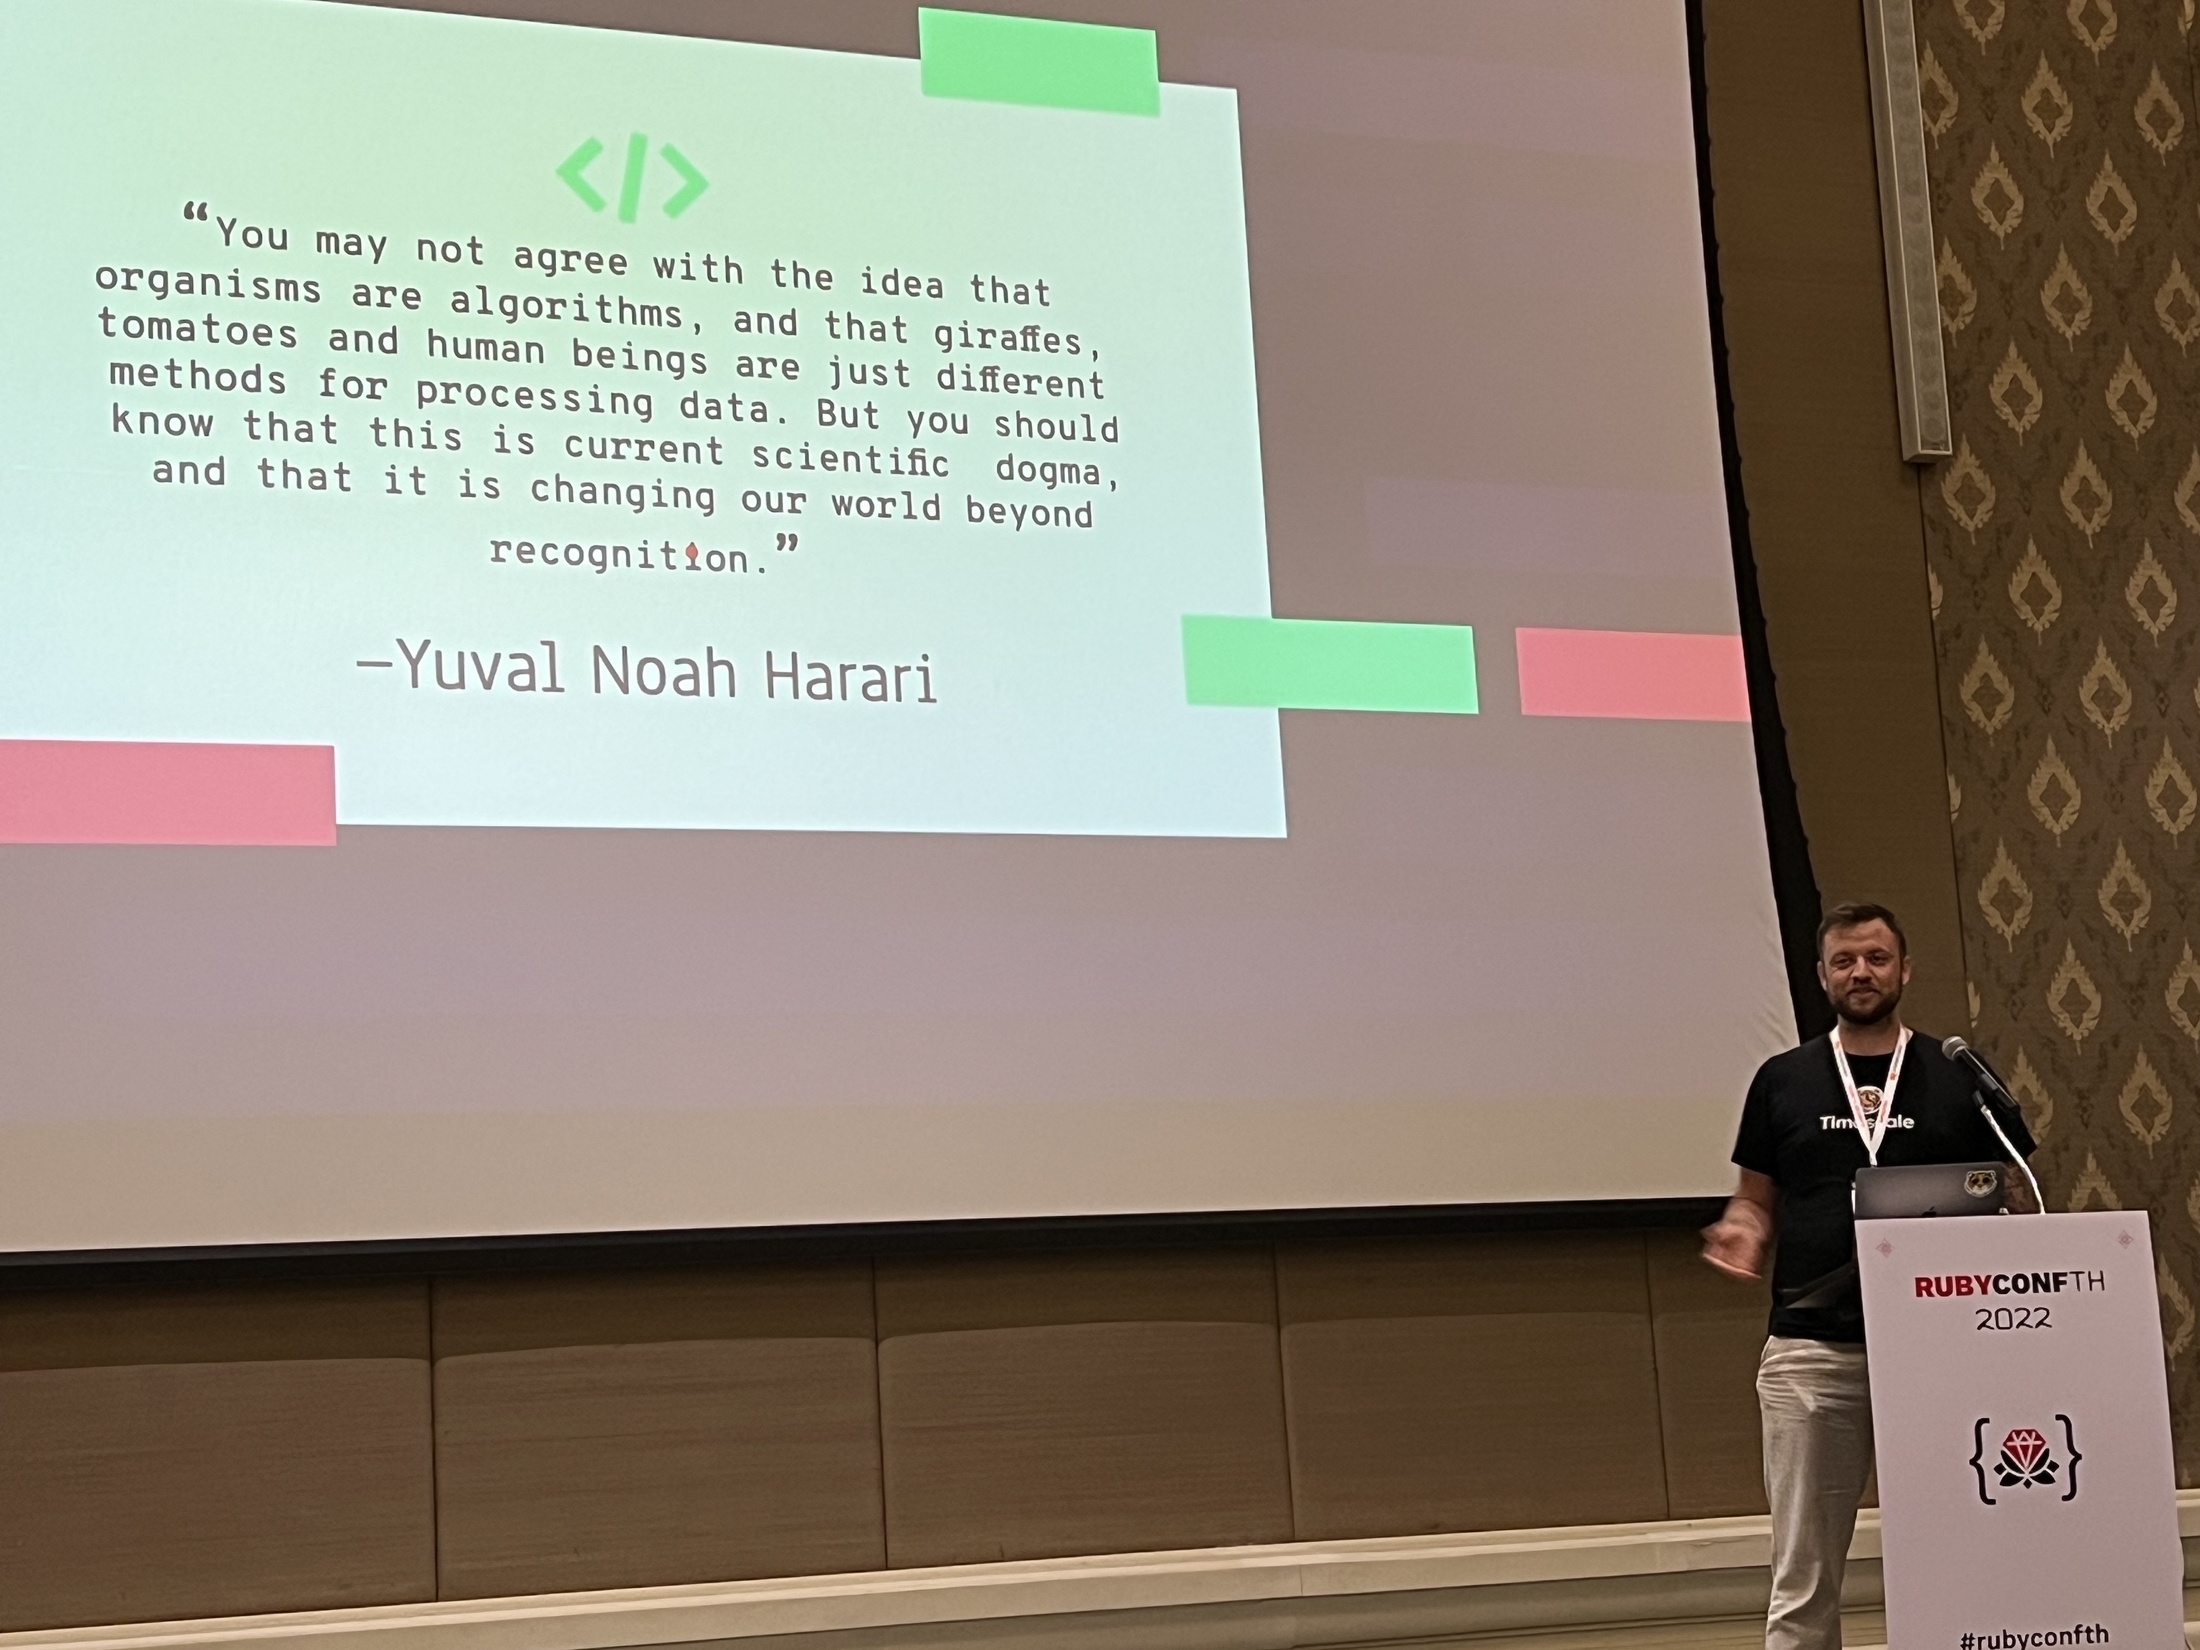 </>
“You may not agree with the idea that
organisms are algorithms, and that giraffes,
tomatoes and human beings are just different
methods for processing data. But you should
know that this is current scientific dogma,
and that it is changing our world beyond
recognition.”
—Yuval Noah Harari
Timescale
RUBYCONFTH
2022
{ }
#rubyconfth